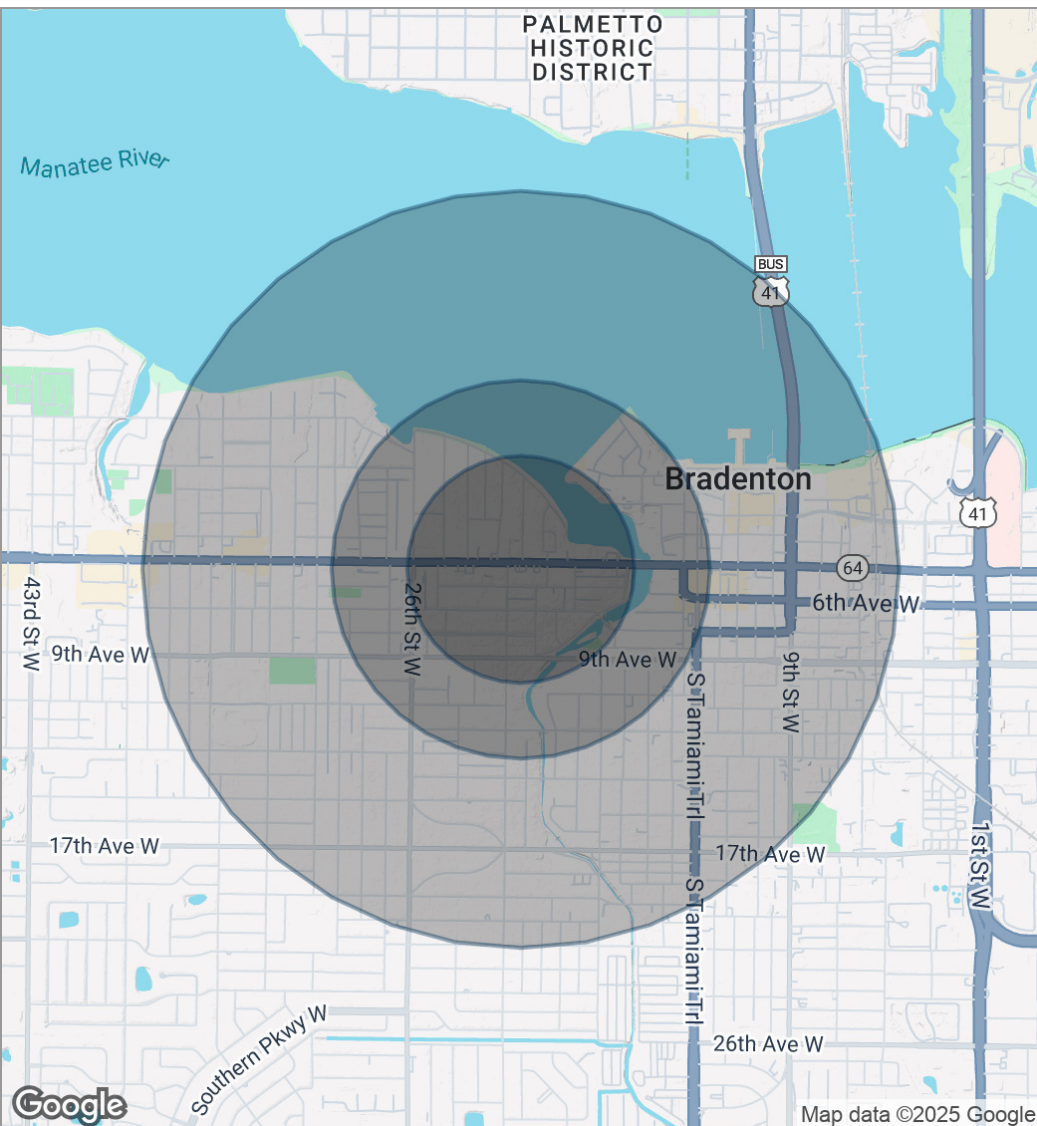 PALMETTO
HISTORIC
DISTRICT
Manatee River
BUS
41
Bradenton
41
64
43rd St W
26th St W
6th Ave W
9th Ave W
9th Ave W
9th St W
S Tamiami Trl
17th Ave W
17th Ave W
1st St W
S Tamiami Trl
Southern Pkwy W
26th Ave W
Google
Map data ©2025 Google